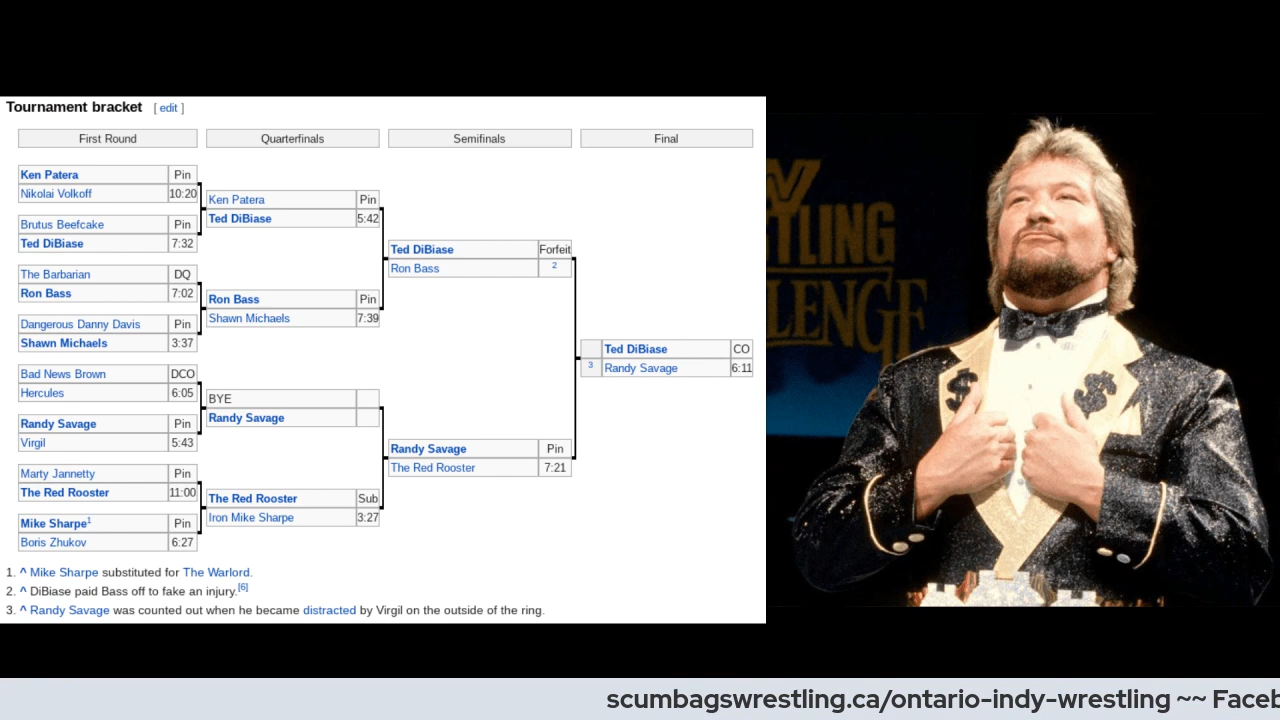 Tournament bracket [ edit ]
First Round Quarterfinals Semifinals Final
Ken Patera Pin
Nikolai Volkoff 10:20
Brutus Beefcake Pin
Ted DiBiase 7:32
The Barbarian DQ
Ron Bass 7:02
Dangerous Danny Davis Pin
Shawn Michaels 3:37
Bad News Brown DCO
Hercules 6:05
Randy Savage Pin
Virgil 5:43
Marty Jannetty Pin
The Red Rooster 11:00
Mike Sharpe1 Pin
Boris Zhukov 6:27
Ken Patera Pin
Ted DiBiase 5:42
Ron Bass Pin
Shawn Michaels 7:39
BYE
Randy Savage
The Red Rooster Sub
Iron Mike Sharpe 3:27
Ted DiBiase Forfeit
Ron Bass 2
Randy Savage Pin
The Red Rooster 7:21
Ted DiBiase CO
3 Randy Savage 6:11
1. ^ Mike Sharpe substituted for The Warlord.
2. ^ DiBiase paid Bass off to fake an injury.[6]
3. ^ Randy Savage was counted out when he became distracted by Virgil on the outside of the ring.
$ $
scumbagswrestling.ca/ontario-indy-wrestling ~~ Faceb